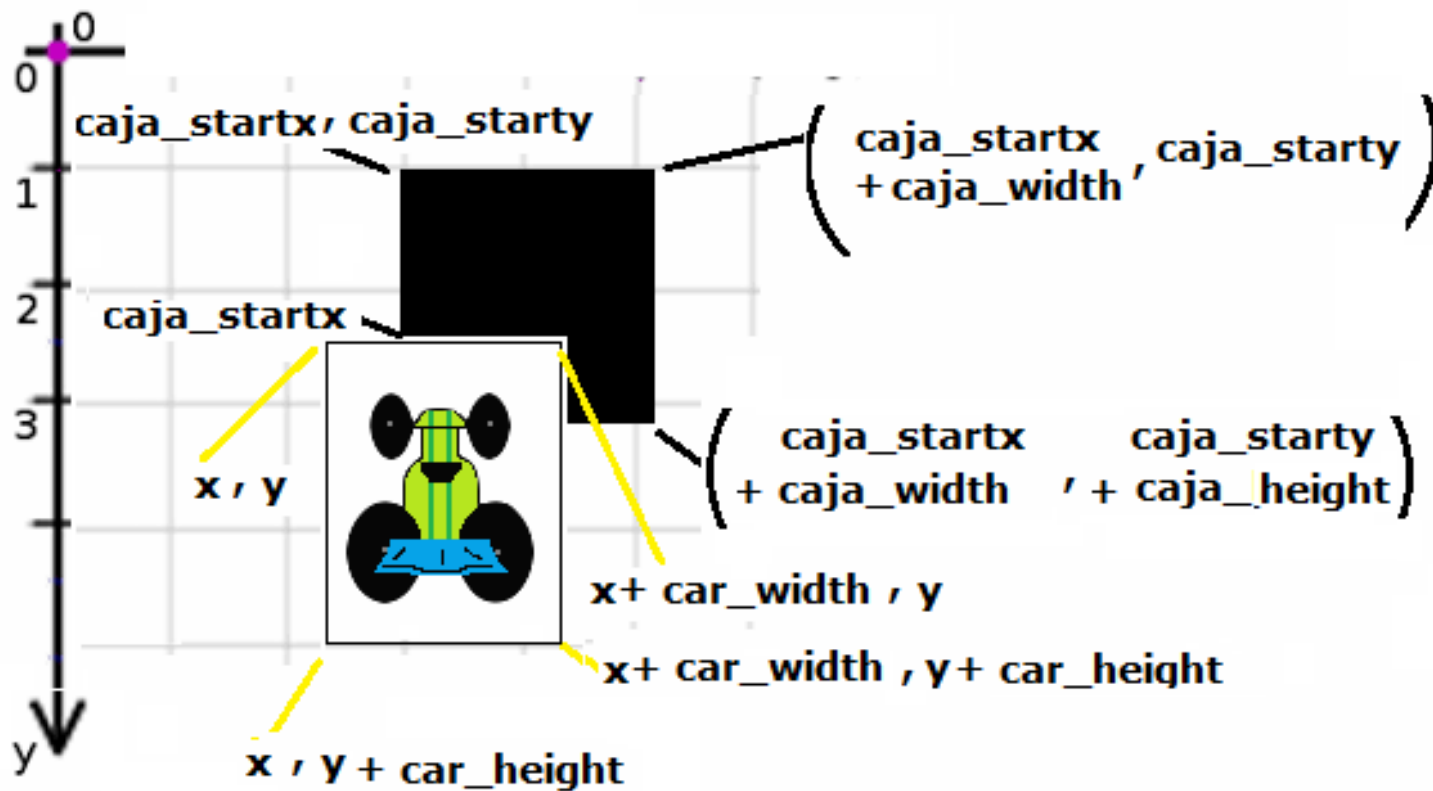 0
0
caja_startx, caja_starty
caja_startx
+ caja_width
, caja_starty
1
2
caja_startx
3
caja_startx
+ caja_width
,
caja_starty
+ caja_height
x, y
x+ car_width , y
x+ car_width , y+ car_height
y
x , y + car_height